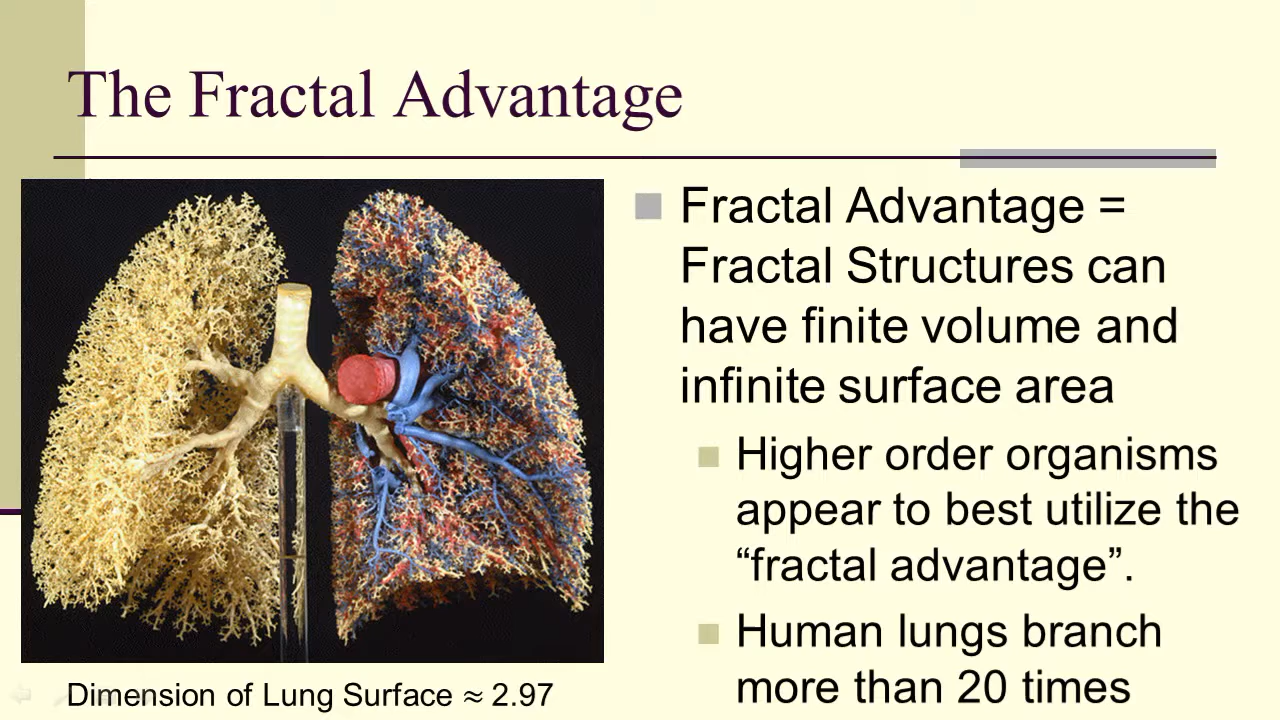 The Fractal Advantage
Fractal Advantage =
Fractal Structures can
have finite volume and
infinite surface area
Higher order organisms
appear to best utilize the
“fractal advantage”.
Human lungs branch
more than 20 times
Dimension of Lung Surface ≈ 2.97